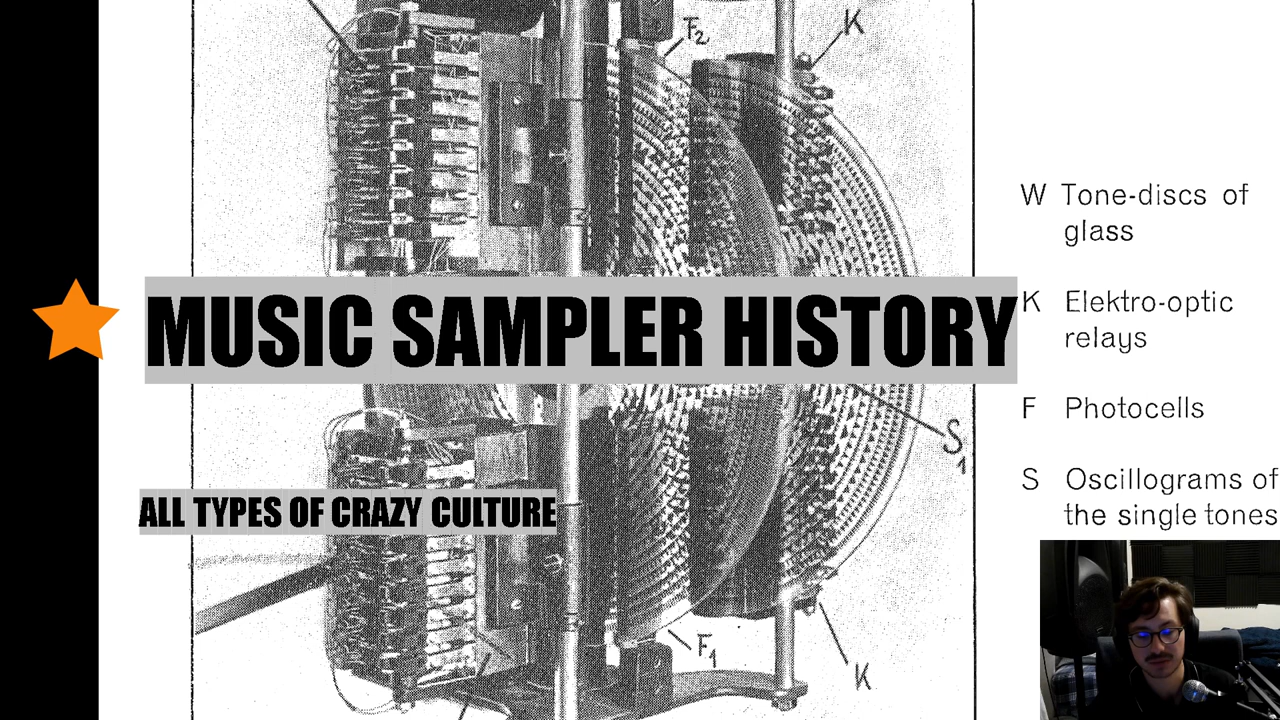 F2
K
W Tone-discs of
glass
MUSIC SAMPLER HISTORY
K Elektro-optic
relays
F Photocells
S1
S Oscillograms of
the single tones
ALL TYPES OF CRAZY CULTURE
F1
K